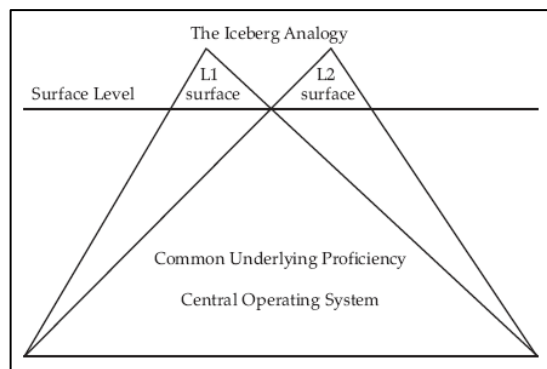 The Iceberg Analogy
L1
surface
L2
surface
Surface Level
Common Underlying Proficiency
Central Operating System